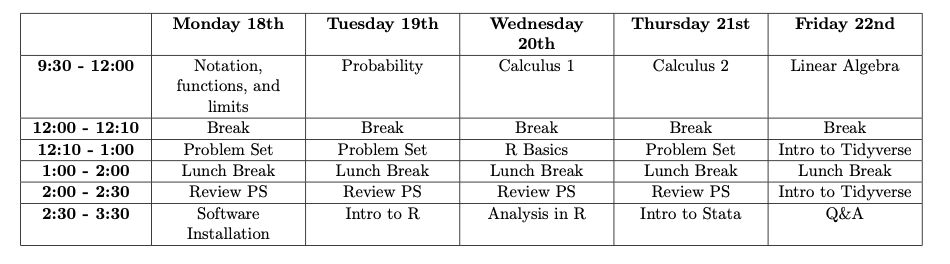 Monday 18th Tuesday 19th Wednesday 20th Thursday 21st Friday 22nd
9:30 - 12:00 Notation, functions, and limits Probability Calculus 1 Calculus 2 Linear Algebra
12:00 - 12:10 Break Break Break Break Break
12:10 - 1:00 Problem Set Problem Set R Basics Problem Set Intro to Tidyverse
1:00 - 2:00 Lunch Break Lunch Break Lunch Break Lunch Break Lunch Break
2:00 - 2:30 Review PS Review PS Review PS Review PS Intro to Tidyverse
2:30 - 3:30 Software Installation Intro to R Analysis in R Intro to Stata Q&A